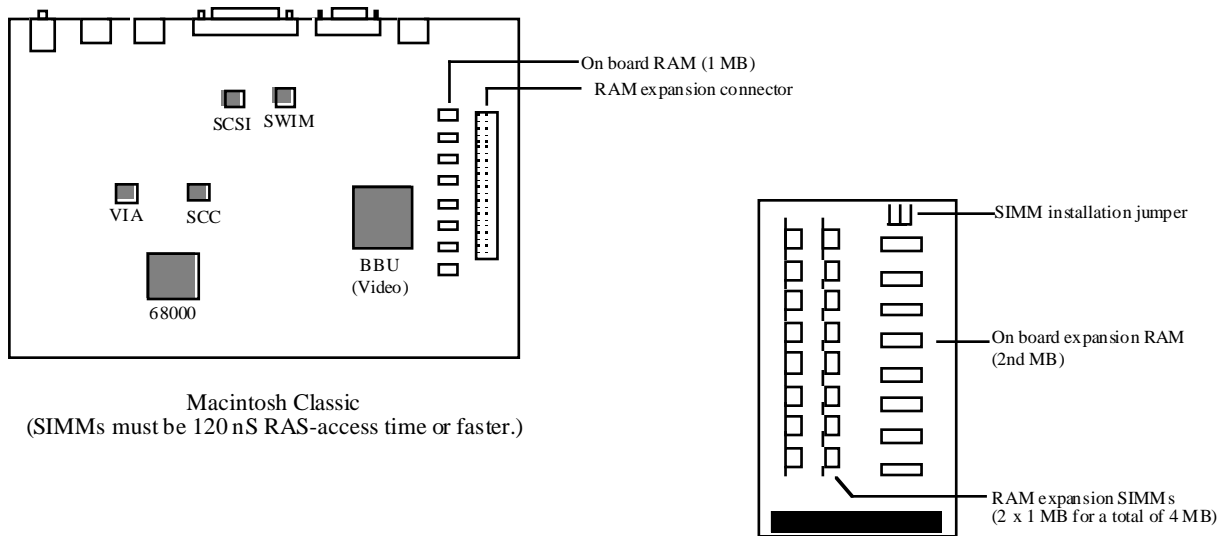 On board RAM (1 MB)
RAM expansion connector
SCSI
SWIM
VIA
SCC
BBU
(Video)
68000
Macintosh Classic
(SIMMs must be 120 nS RAS-access time or faster.)
SIMM installation jumper
On board expansion RAM
(2nd MB)
RAM expansion SIMMs
(2 x 1 MB for a total of 4 MB)